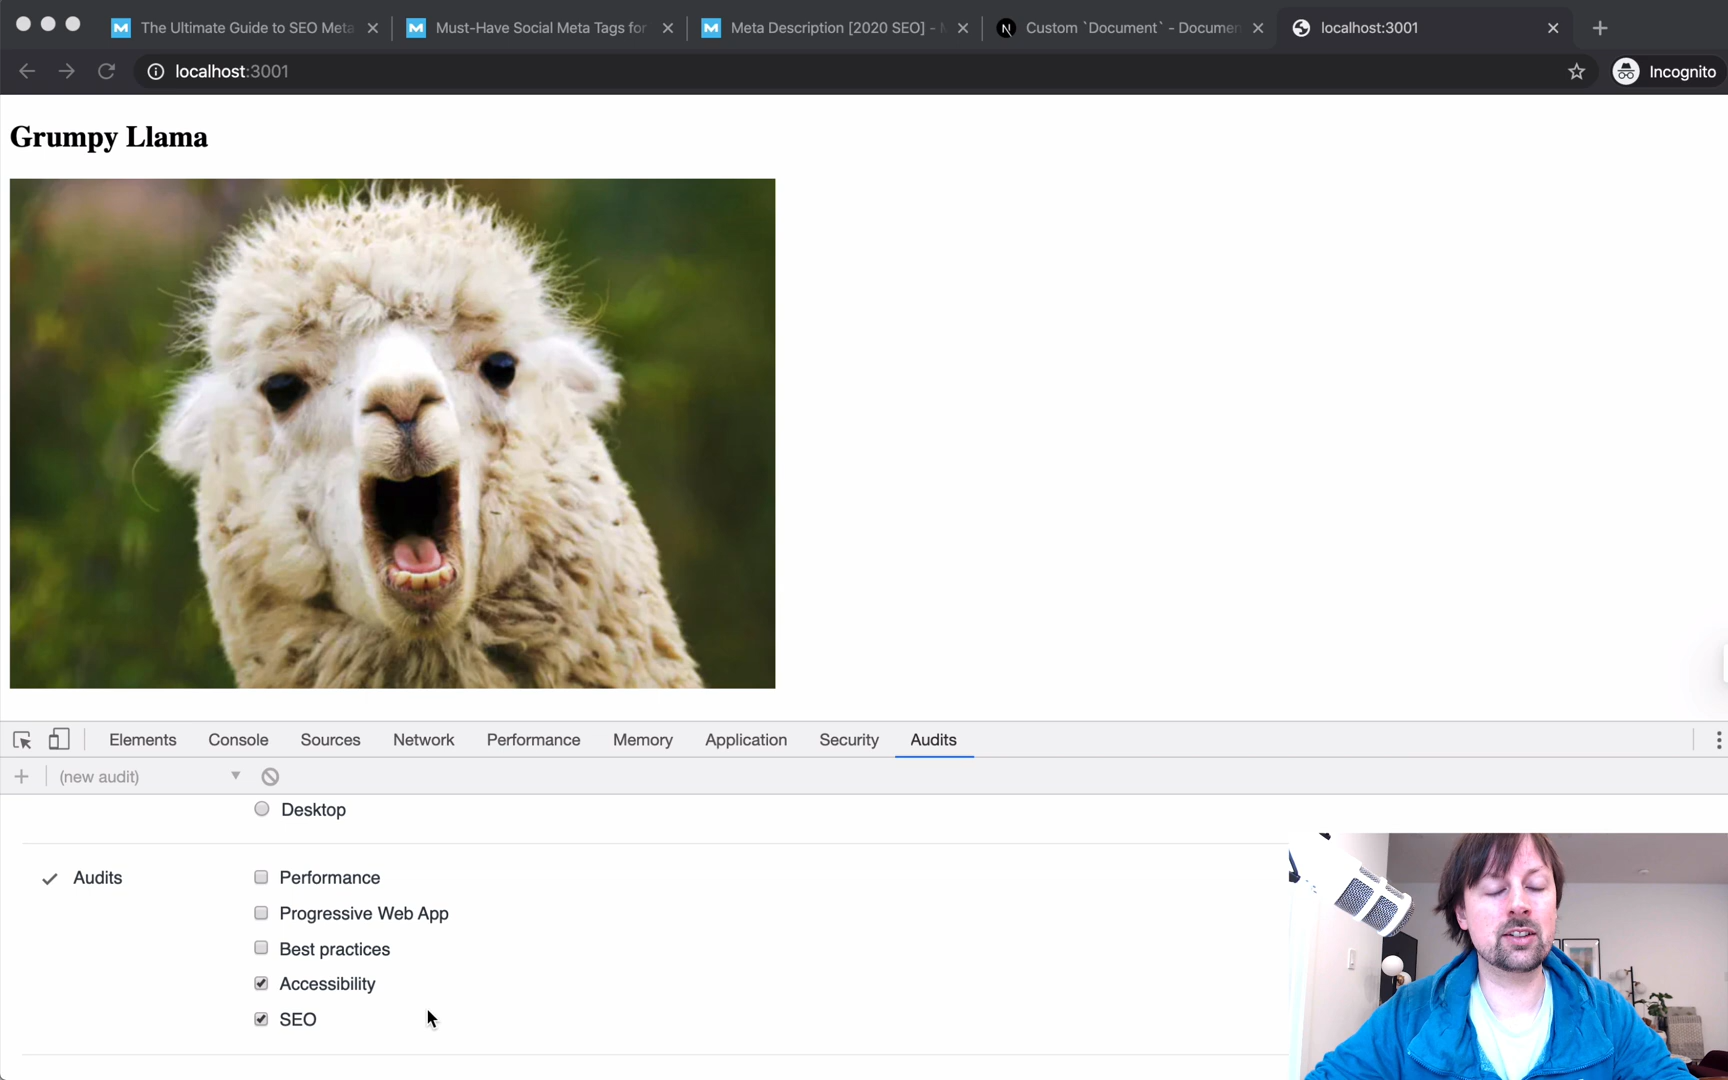 The Ultimate Guide to SEO Meta
Must-Have Social Meta Tags for
Meta Description [2020 SEO] -
Custom `Document` - Documen
localhost:3001
localhost:3001
Incognito
Grumpy Llama
Elements
Console
Sources
Network
Performance
Memory
Application
Security
Audits
(new audit)
Desktop
Audits
Performance
Progressive Web App
Best practices
Accessibility
SEO